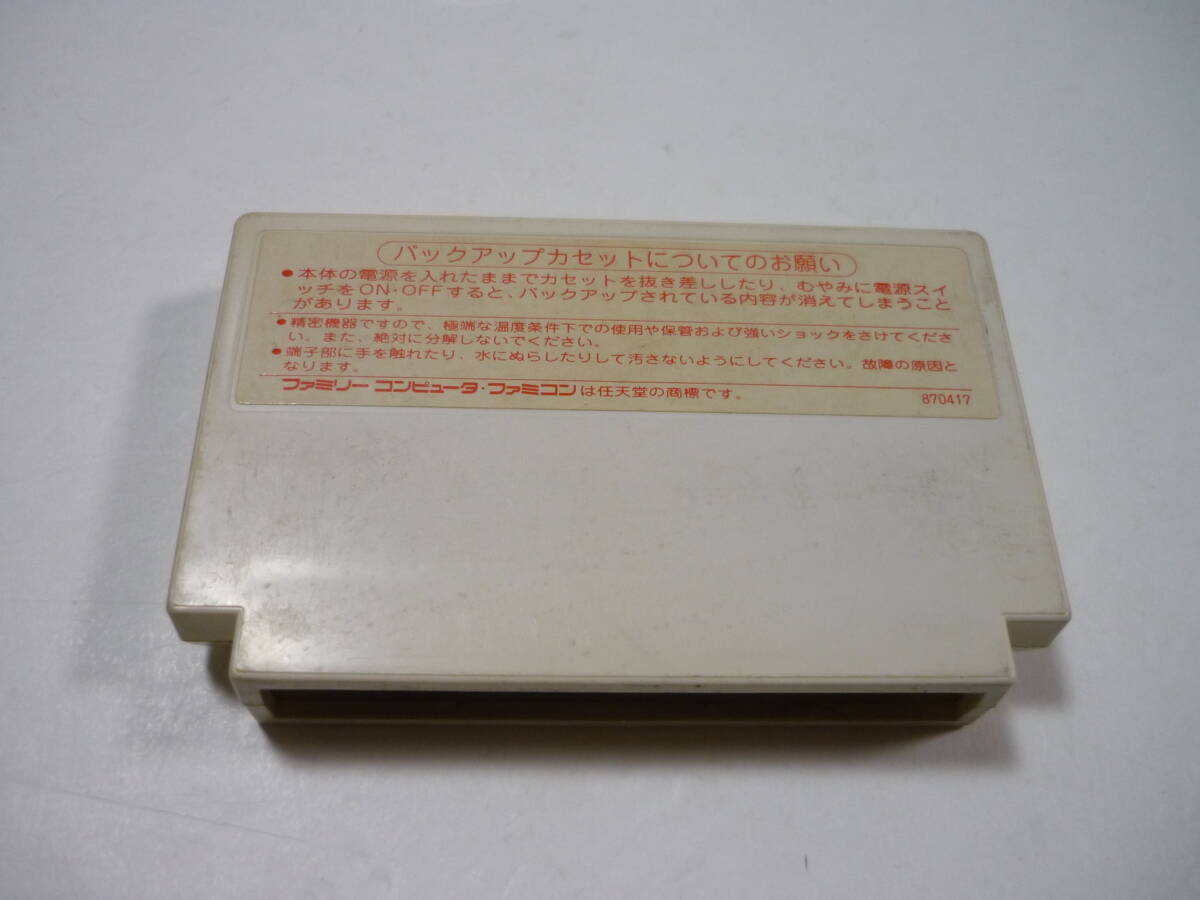 バックアップカセットについてのお願い
●本体の電源を入れたままでカセットを抜き差ししたり、むやみに電源スイ
ッチをON・OFFすると、バックアップされている内容が消えてしまうこと
があります。
●精密機器ですので、極端な温度条件下での使用や保管および強いショックをさけてくださ
い。また、絶対に分解しないでください。
●端子部に手を触れたり、水にぬらしたりして汚さないようにしてください。故障の原因と
なります。
ファミリー コンピュータ・ファミコンは任天堂の商標です。
870417